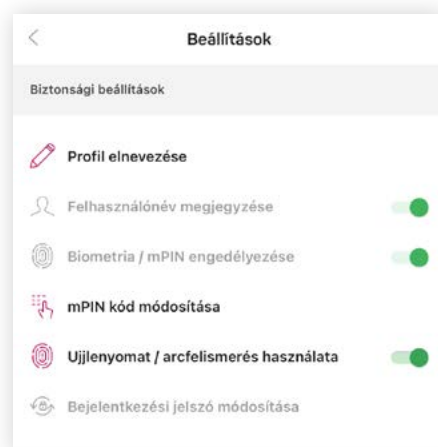 Beállítások
Biztonsági beállítások
Profil elnevezése
Felhasználónév megjegyzése
Biometria / mPIN engedélyezése
mPIN kód módosítása
Ujjlenyomat / arcfelismerés használata
Bejelentkezési jelszó módosítása